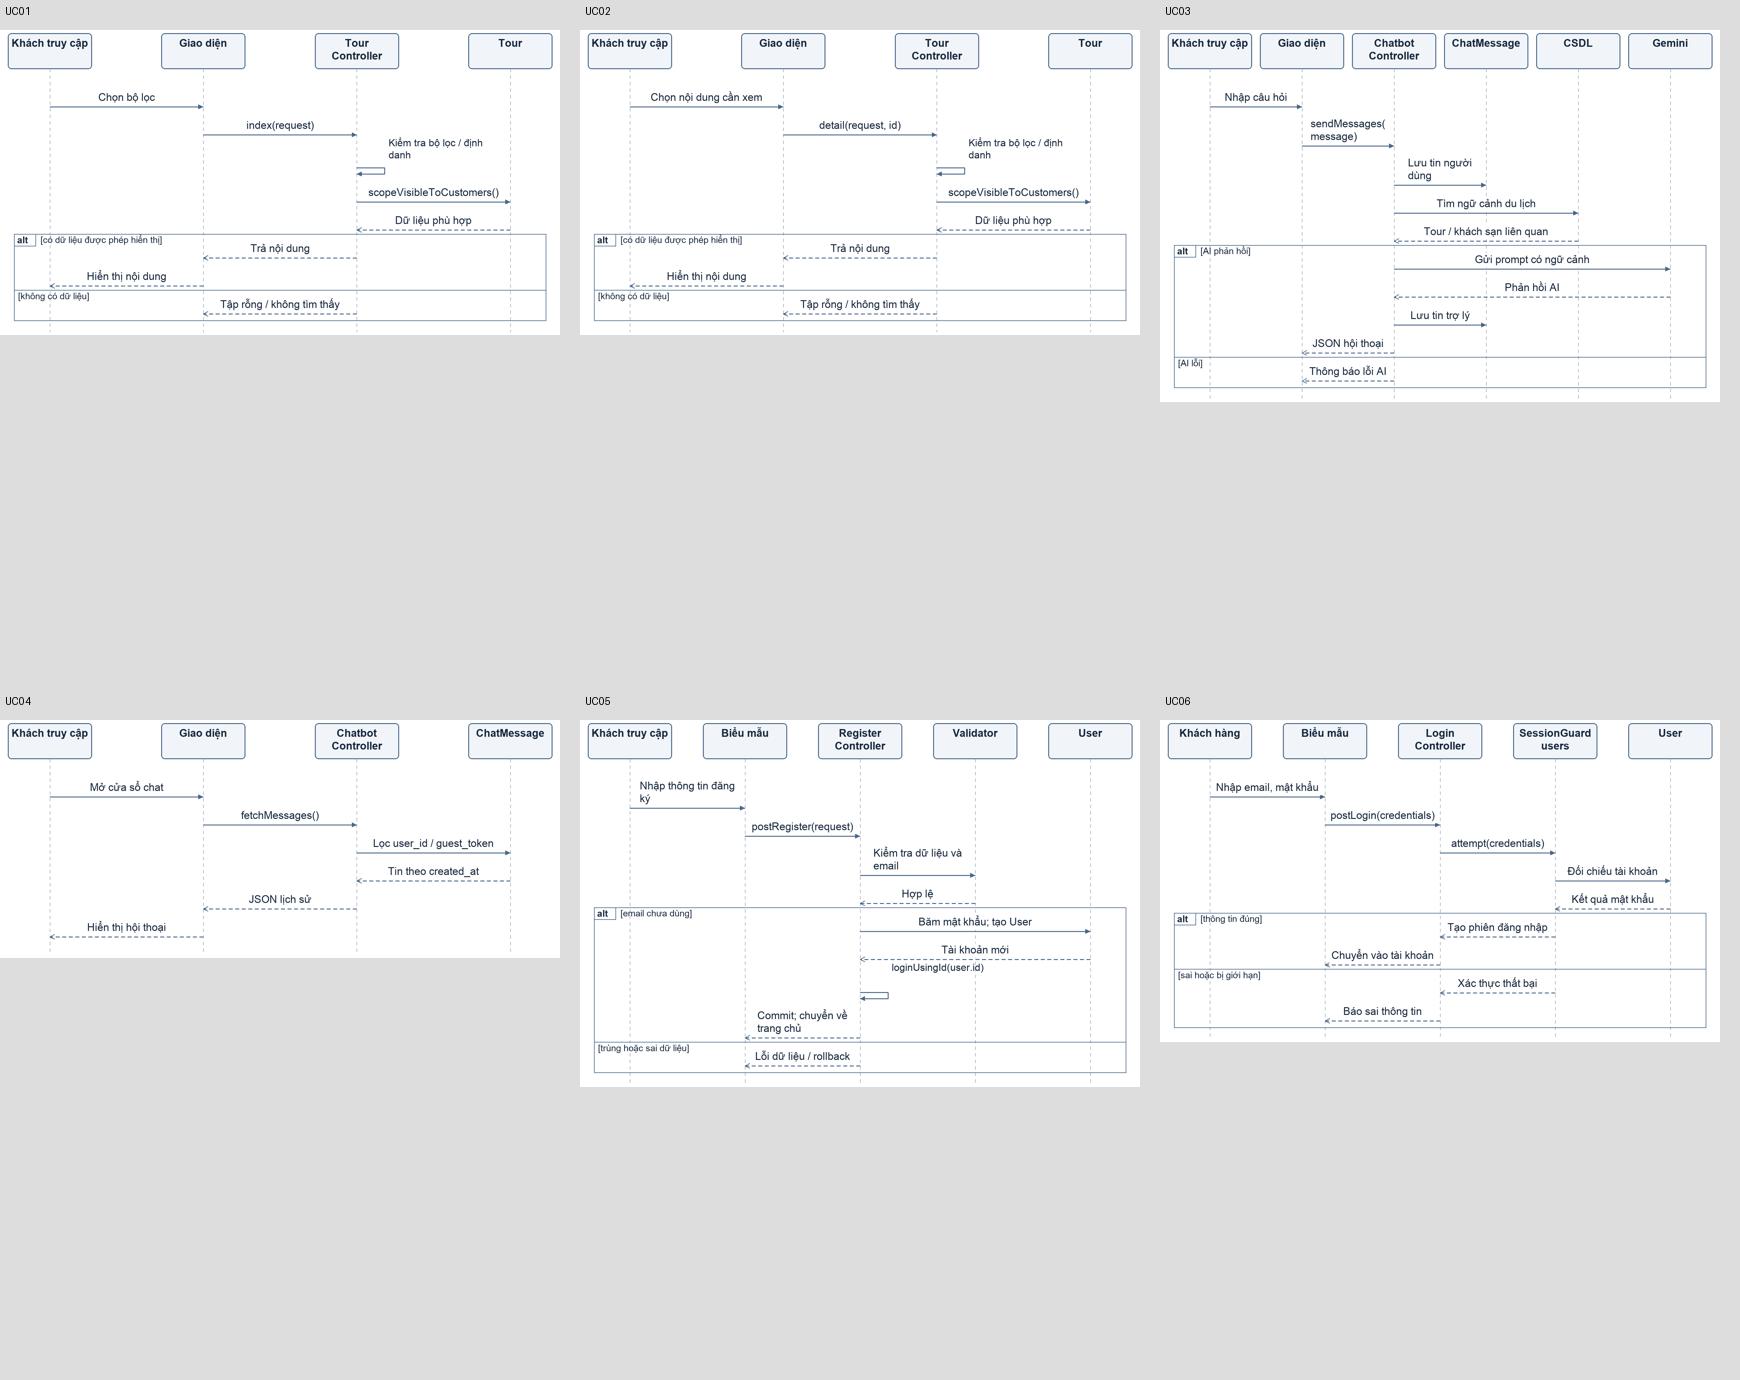 UC01
Khách truy cập
Giao diện
Tour
Controller
Tour
Chọn bộ lọc
index(request)
Kiểm tra bộ lọc / định
danh
scopeVisibleToCustomers()
Dữ liệu phù hợp
alt
[có dữ liệu được phép hiển thị]
Trả nội dung
Hiển thị nội dung
[không có dữ liệu]
Tập rỗng / không tìm thấy
UC02
Khách truy cập
Giao diện
Tour
Controller
Tour
Chọn nội dung cần xem
detail(request, id)
Kiểm tra bộ lọc / định
danh
scopeVisibleToCustomers()
Dữ liệu phù hợp
alt
[có dữ liệu được phép hiển thị]
Trả nội dung
Hiển thị nội dung
[không có dữ liệu]
Tập rỗng / không tìm thấy
UC03
Khách truy cập
Giao diện
Chatbot
Controller
ChatMessage
CSDL
Gemini
Nhập câu hỏi
sendMessages(
message)
Lưu tin người
dùng
Tìm ngữ cảnh du lịch
Tour / khách sạn liên quan
alt
[AI phản hồi]
Gửi prompt có ngữ cảnh
Phản hồi AI
Lưu tin trợ lý
JSON hội thoại
[AI lỗi]
Thông báo lỗi AI
UC04
Khách truy cập
Giao diện
Chatbot
Controller
ChatMessage
Mở cửa sổ chat
fetchMessages()
Lọc user_id / guest_token
Tin theo created_at
JSON lịch sử
Hiển thị hội thoại
UC05
Khách truy cập
Biểu mẫu
Register
Controller
Validator
User
Nhập thông tin đăng
ký
postRegister(request)
Kiểm tra dữ liệu và
email
Hợp lệ
alt
[email chưa dùng]
Băm mật khẩu; tạo User
Tài khoản mới
loginUsingId(user.id)
Commit; chuyển về
trang chủ
[trùng hoặc sai dữ liệu]
Lỗi dữ liệu / rollback
UC06
Khách hàng
Biểu mẫu
Login
Controller
SessionGuard
users
User
Nhập email, mật khẩu
postLogin(credentials)
attempt(credentials)
Đối chiếu tài khoản
Kết quả mật khẩu
alt
[thông tin đúng]
Tạo phiên đăng nhập
Chuyển vào tài khoản
[sai hoặc bị giới hạn]
Xác thực thất bại
Báo sai thông tin